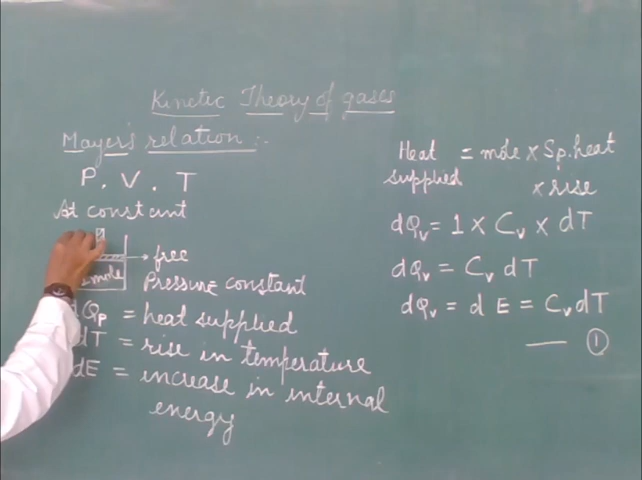 Kinetic Theory of gases
Mayer's relation :-
P. V. T
At constant
free
mole
Pressure constant
dQp = heat supplied
dT = rise in temperature
dE = increase in internal
energy
Heat = mole x Sp. heat
supplied x rise
dQv = 1 x Cv x dT
dQv = Cv dT
dQv = d E = Cv dT
— ①